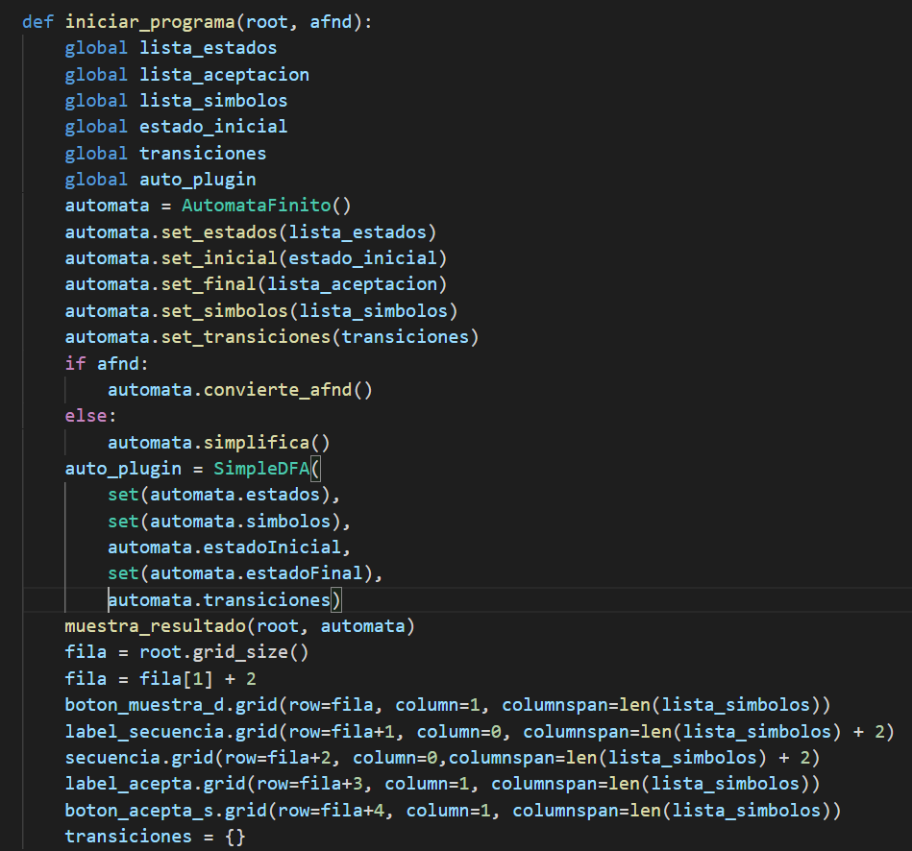 def iniciar_programa(root, afnd):
    global lista_estados
    global lista_aceptacion
    global lista_simbolos
    global estado_inicial
    global transiciones
    global auto_plugin
    automata = AutomataFinito()
    automata.set_estados(lista_estados)
    automata.set_inicial(estado_inicial)
    automata.set_final(lista_aceptacion)
    automata.set_simbolos(lista_simbolos)
    automata.set_transiciones(transiciones)
    if afnd:
        automata.convierte_afnd()
    else:
        automata.simplifica()
    auto_plugin = SimpleDFA(
        set(automata.estados),
        set(automata.simbolos),
        automata.estadoInicial,
        set(automata.estadoFinal),
        automata.transiciones)
    muestra_resultado(root, automata)
    fila = root.grid_size()
    fila = fila[1] + 2
    boton_muestra_d.grid(row=fila, column=1, columnspan=len(lista_simbolos))
    label_secuencia.grid(row=fila+1, column=0, columnspan=len(lista_simbolos) + 2)
    secuencia.grid(row=fila+2, column=0,columnspan=len(lista_simbolos) + 2)
    label_acepta.grid(row=fila+3, column=1, columnspan=len(lista_simbolos))
    boton_acepta_s.grid(row=fila+4, column=1, columnspan=len(lista_simbolos))
    transiciones = {}